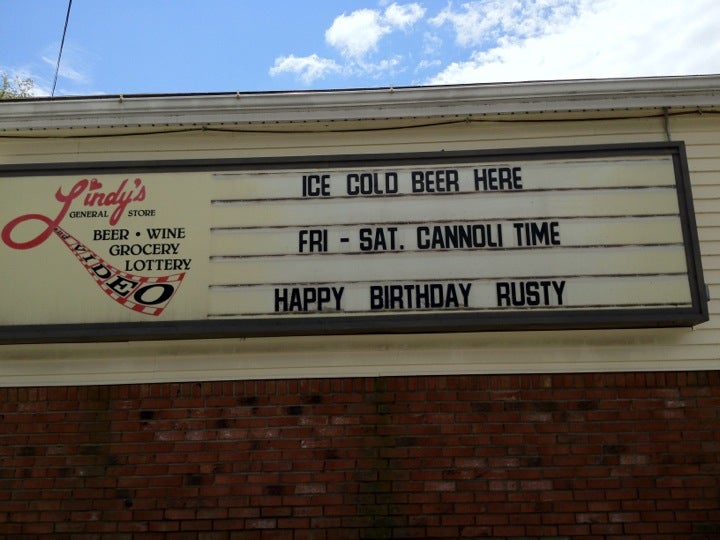 Lindy's
GENERAL STORE
BEER • WINE
GROCERY
LOTTERY
and VIDEO
ICE COLD BEER HERE
FRI - SAT. CANNOLI TIME
HAPPY BIRTHDAY RUSTY